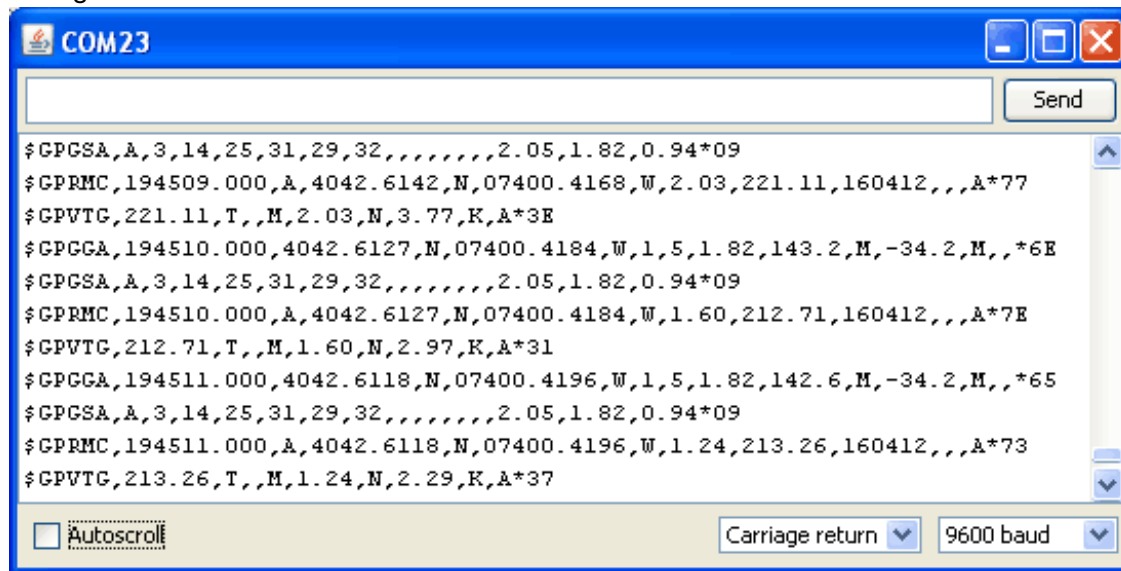 COM23
Send
$GPGSA,A,3,14,25,31,29,32,,,,,,,,2.05,1.82,0.94*09
$GPRMC,194509.000,A,4042.6142,N,07400.4168,W,2.03,221.11,160412,,,A*77
$GPVTG,221.11,T,,M,2.03,N,3.77,K,A*3E
$GPGGA,194510.000,4042.6127,N,07400.4184,W,1,5,1.82,143.2,M,-34.2,M,,*6E
$GPGSA,A,3,14,25,31,29,32,,,,,,,,2.05,1.82,0.94*09
$GPRMC,194510.000,A,4042.6127,N,07400.4184,W,1.60,212.71,160412,,,A*7E
$GPVTG,212.71,T,,M,1.60,N,2.97,K,A*31
$GPGGA,194511.000,4042.6118,N,07400.4196,W,1,5,1.82,142.6,M,-34.2,M,,*65
$GPGSA,A,3,14,25,31,29,32,,,,,,,,2.05,1.82,0.94*09
$GPRMC,194511.000,A,4042.6118,N,07400.4196,W,1.24,213.26,160412,,,A*73
$GPVTG,213.26,T,,M,1.24,N,2.29,K,A*37
Autoscroll Carriage return 9600 baud